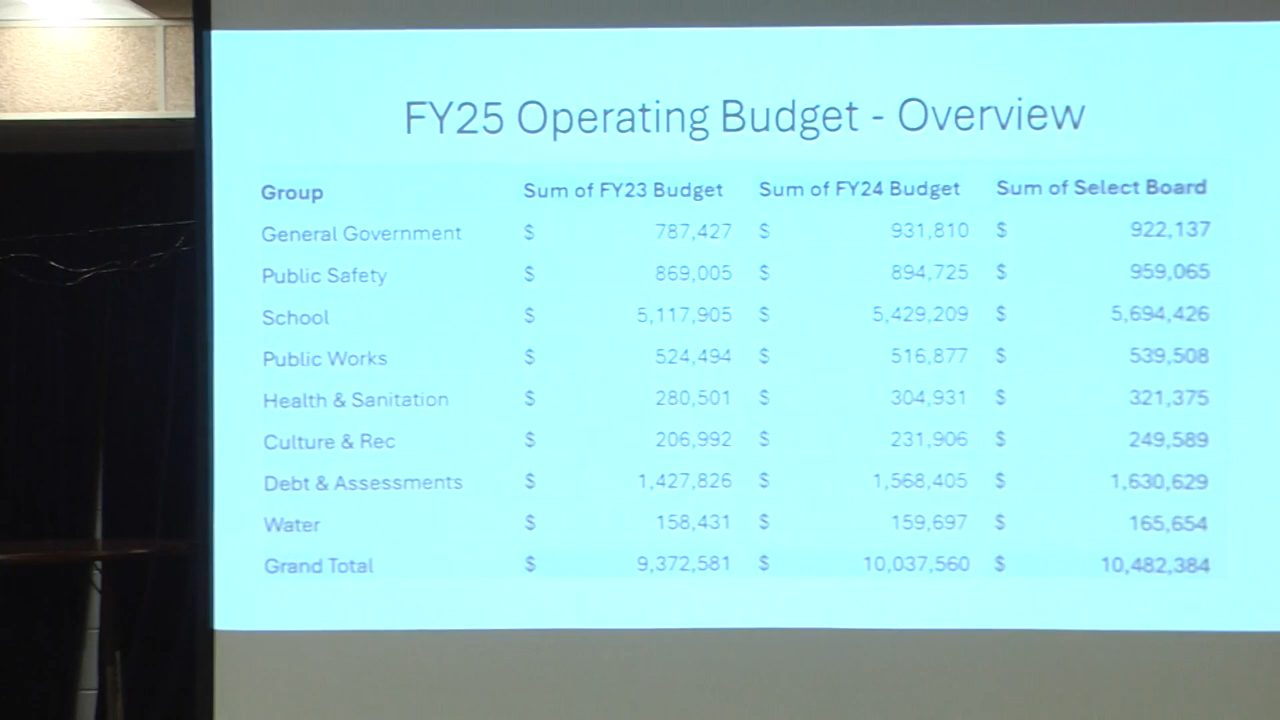 FY25 Operating Budget - Overview
Group Sum of FY23 Budget Sum of FY24 Budget Sum of Select Board
General Government $ 787,427 $ 931,810 $ 922,137
Public Safety $ 869,005 $ 894,725 $ 959,065
School $ 5,117,905 $ 5,429,209 $ 5,694,426
Public Works $ 524,494 $ 516,877 $ 539,508
Health & Sanitation $ 280,501 $ 304,931 $ 321,375
Culture & Rec $ 206,992 $ 231,906 $ 249,589
Debt & Assessments $ 1,427,826 $ 1,568,405 $ 1,630,629
Water $ 158,431 $ 159,697 $ 165,654
Grand Total $ 9,372,581 $ 10,037,560 $ 10,482,384